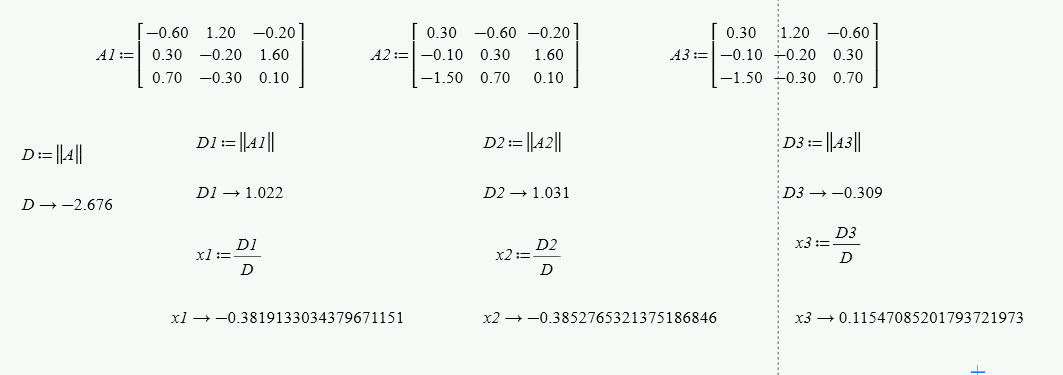 A1:=[−0.60 1.20 −0.20
0.30 −0.20 1.60
0.70 −0.30 0.10]
A2:=[0.30 −0.60 −0.20
−0.10 0.30 1.60
−1.50 0.70 0.10]
A3:=[0.30 1.20 −0.60
−0.10 −0.20 0.30
−1.50 −0.30 0.70]
D:=‖A‖
D→−2.676
D1:=‖A1‖
D1→1.022
x1:=D1/D
x1→−0.3819133034379671151
D2:=‖A2‖
D2→1.031
x2:=D2/D
x2→−0.3852765321375186846
D3:=‖A3‖
D3→−0.309
x3:=D3/D
x3→0.11547085201793721973